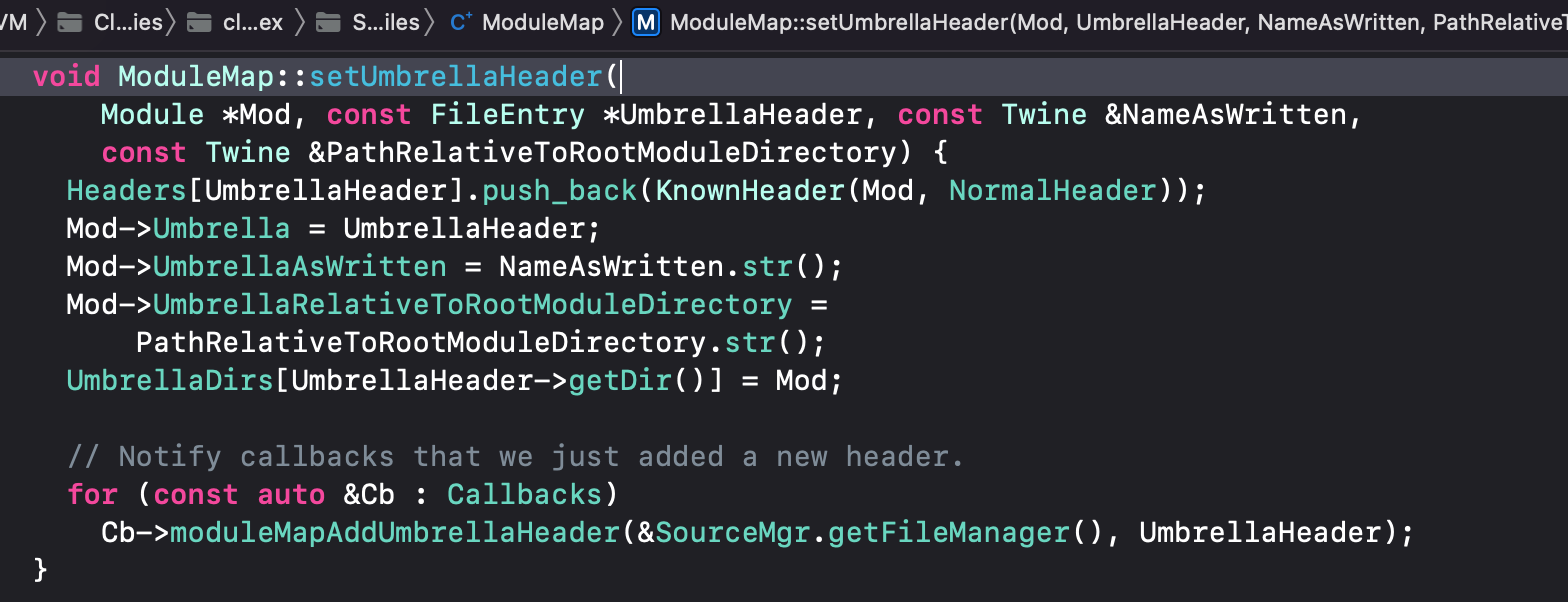 VM 〉 Cl...ies 〉 cl...ex 〉 S...iles 〉 C+ ModuleMap 〉 M ModuleMap::setUmbrellaHeader(Mod, UmbrellaHeader, NameAsWritten, PathRelativeT
void ModuleMap::setUmbrellaHeader(
    Module *Mod, const FileEntry *UmbrellaHeader, const Twine &NameAsWritten,
    const Twine &PathRelativeToRootModuleDirectory) {
  Headers[UmbrellaHeader].push_back(KnownHeader(Mod, NormalHeader));
  Mod->Umbrella = UmbrellaHeader;
  Mod->UmbrellaAsWritten = NameAsWritten.str();
  Mod->UmbrellaRelativeToRootModuleDirectory =
      PathRelativeToRootModuleDirectory.str();
  UmbrellaDirs[UmbrellaHeader->getDir()] = Mod;

  // Notify callbacks that we just added a new header.
  for (const auto &Cb : Callbacks)
    Cb->moduleMapAddUmbrellaHeader(&SourceMgr.getFileManager(), UmbrellaHeader);
}